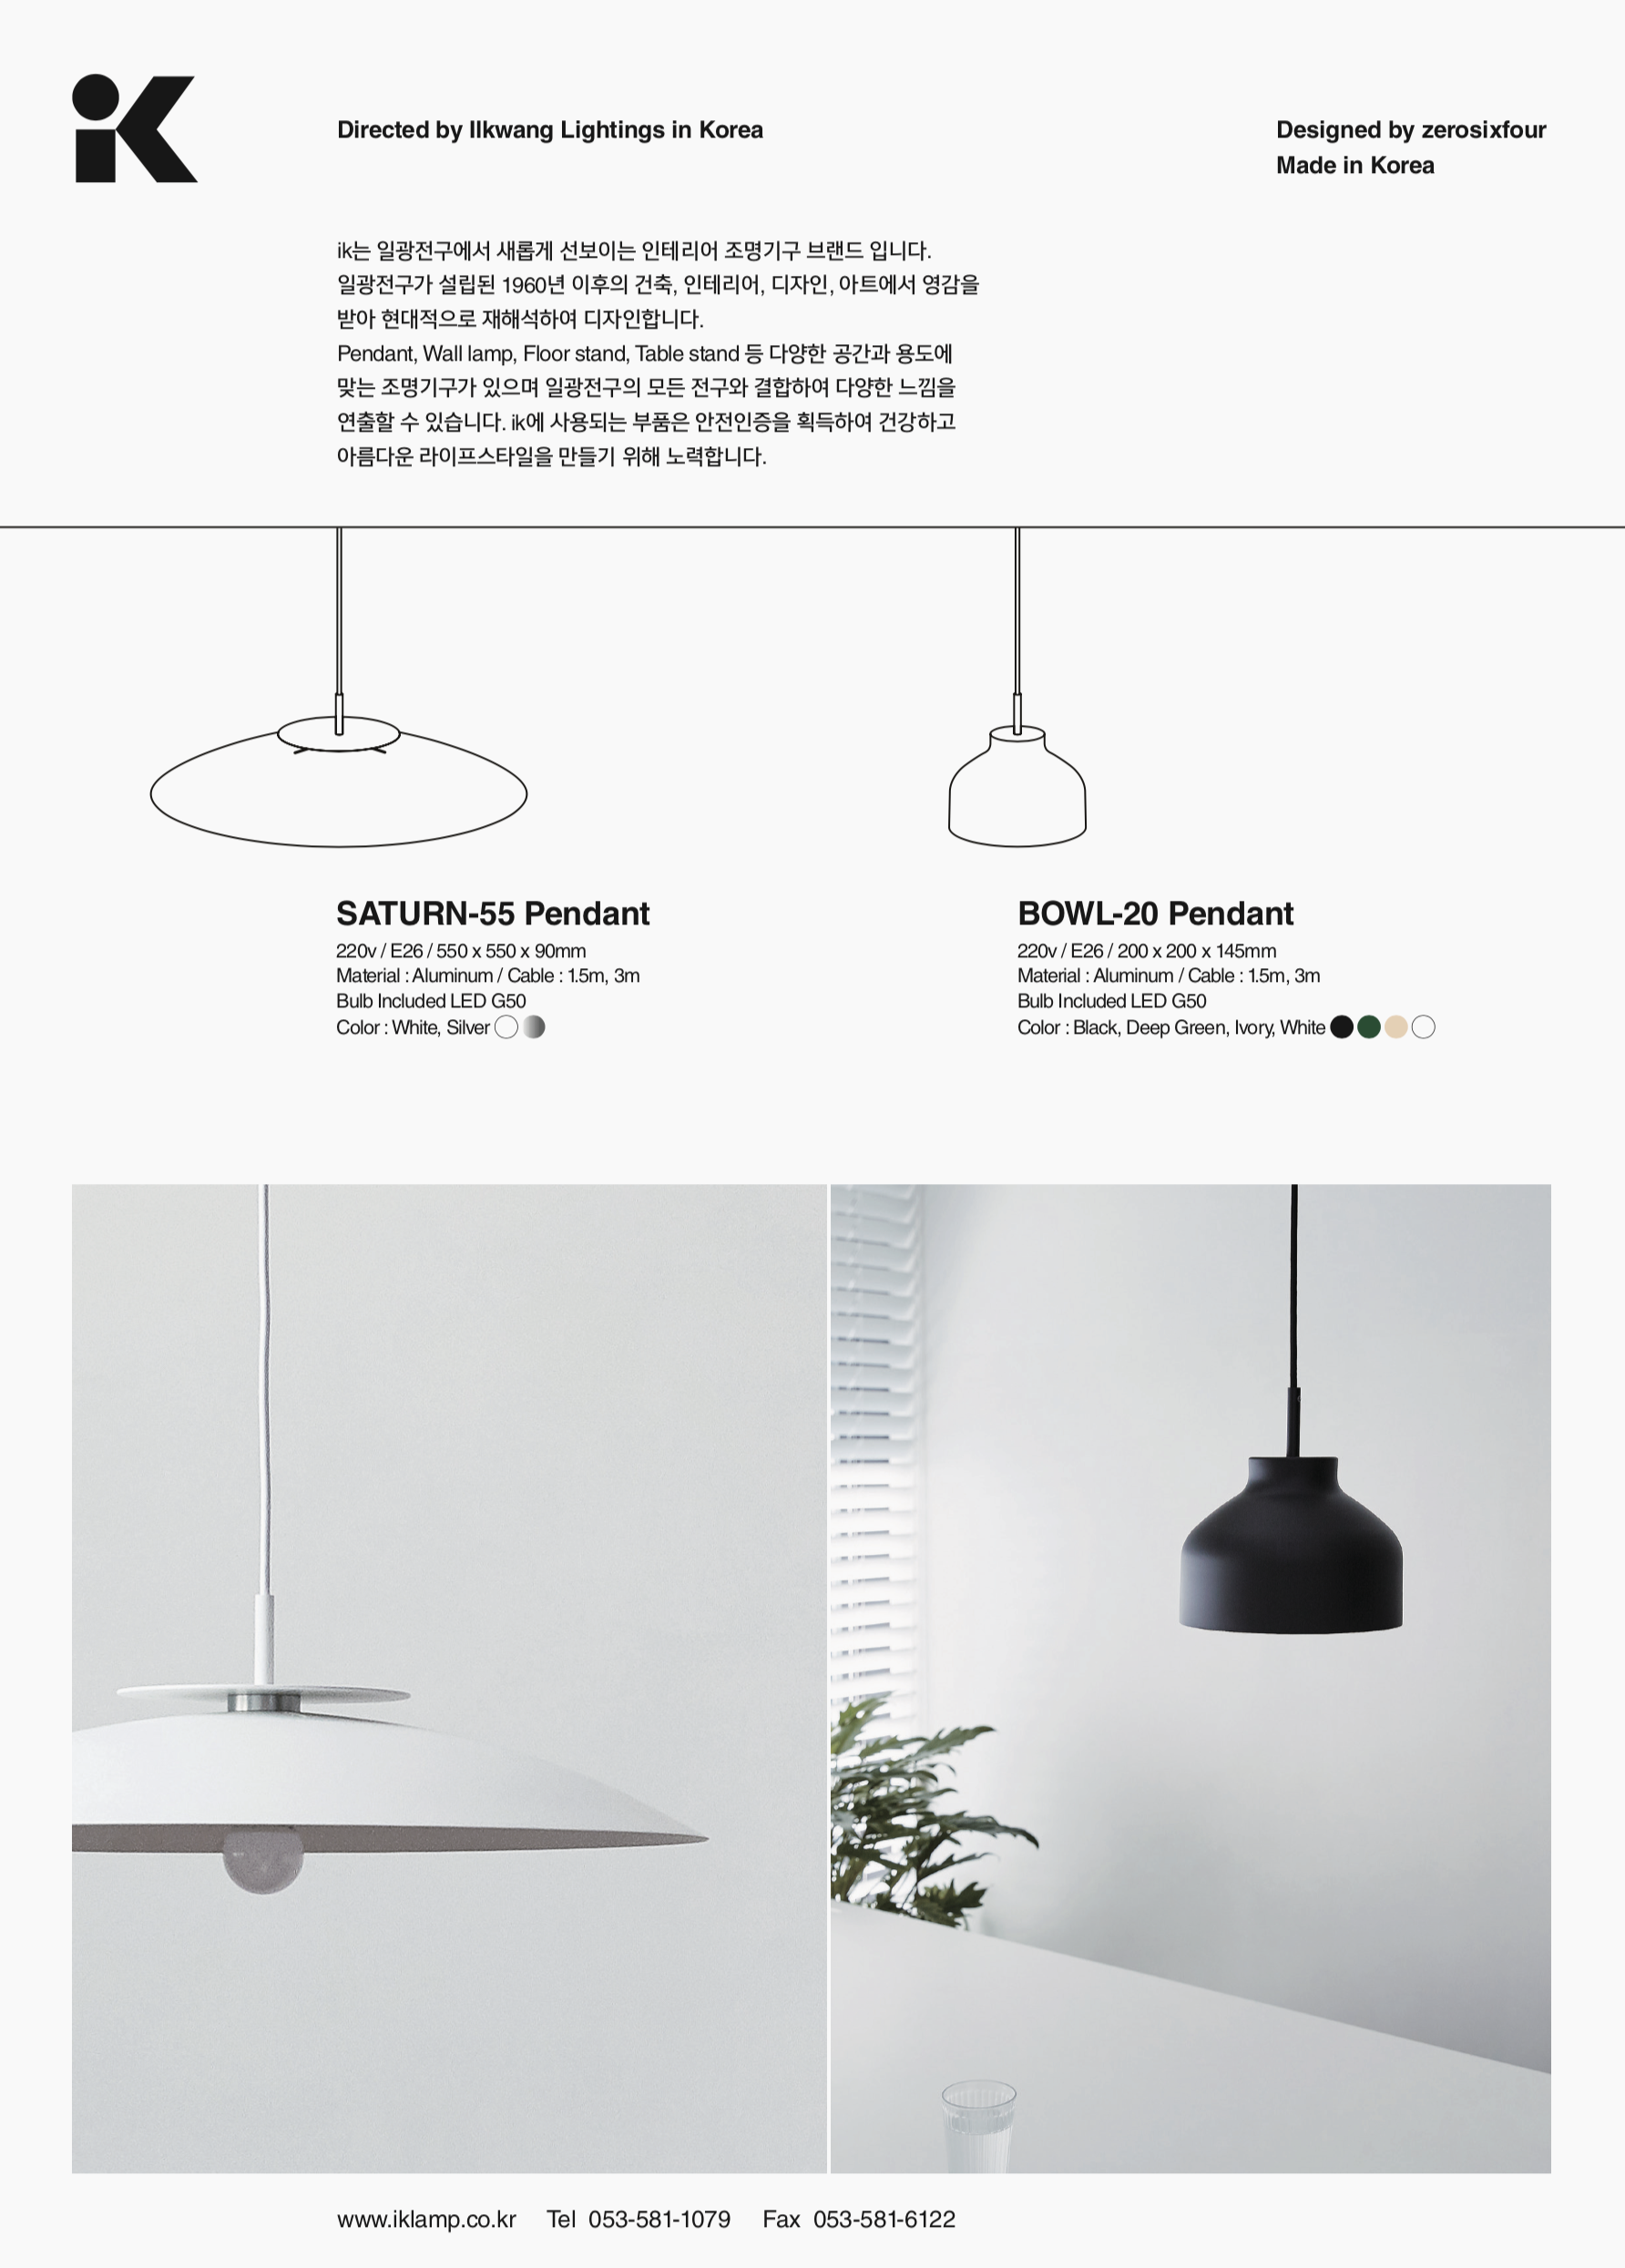 iK
Directed by IIkwang Lightings in Korea
Designed by zerosixfour
Made in Korea
ik는 일광전구에서 새롭게 선보이는 인테리어 조명기구 브랜드 입니다.
일광전구가 설립된 1960년 이후의 건축, 인테리어, 디자인, 아트에서 영감을
받아 현대적으로 재해석하여 디자인합니다.
Pendant, Wall lamp, Floor stand, Table stand 등 다양한 공간과 용도에
맞는 조명기구가 있으며 일광전구의 모든 전구와 결합하여 다양한 느낌을
연출할 수 있습니다. ik에 사용되는 부품은 안전인증을 획득하여 건강하고
아름다운 라이프스타일을 만들기 위해 노력합니다.
SATURN-55 Pendant
220v / E26 / 550 x 550 x 90mm
Material : Aluminum / Cable : 1.5m, 3m
Bulb Included LED G50
Color : White, Silver
BOWL-20 Pendant
220v / E26 / 200 x 200 x 145mm
Material : Aluminum / Cable : 1.5m, 3m
Bulb Included LED G50
Color : Black, Deep Green, Ivory, White
www.iklamp.co.kr Tel 053-581-1079 Fax 053-581-6122